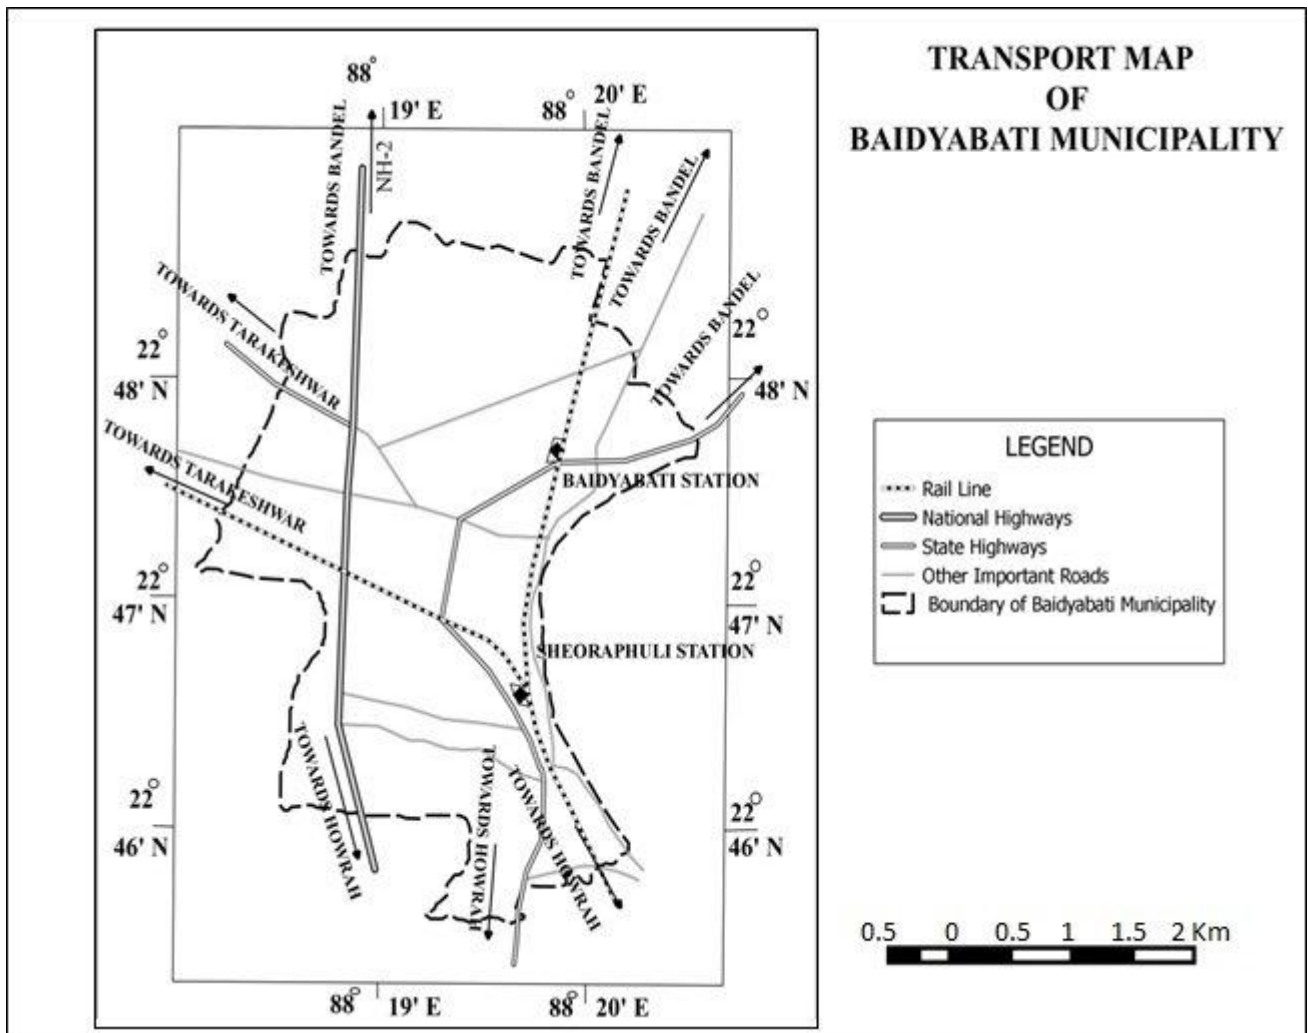 TRANSPORT MAP
OF
BAIDYABATI MUNICIPALITY
88°
19' E
88°
20' E
TOWARDS BANDEL
NH-2
TOWARDS BANDEL
TOWARDS BANDEL
TOWARDS BANDEL
TOWARDS TARAKESHWAR
TOWARDS TARAKESHWAR
22°
48' N
22°
48' N
BAIDYABATI STATION
22°
47' N
22°
47' N
SHEORAPHULI STATION
TOWARDS HOWRAH
TOWARDS HOWRAH
TOWARDS HOWRAH
22°
46' N
22°
46' N
88°
19' E
88°
20' E
LEGEND
Rail Line
National Highways
State Highways
Other Important Roads
Boundary of Baidyabati Municipality
0.5 0 0.5 1 1.5 2 Km